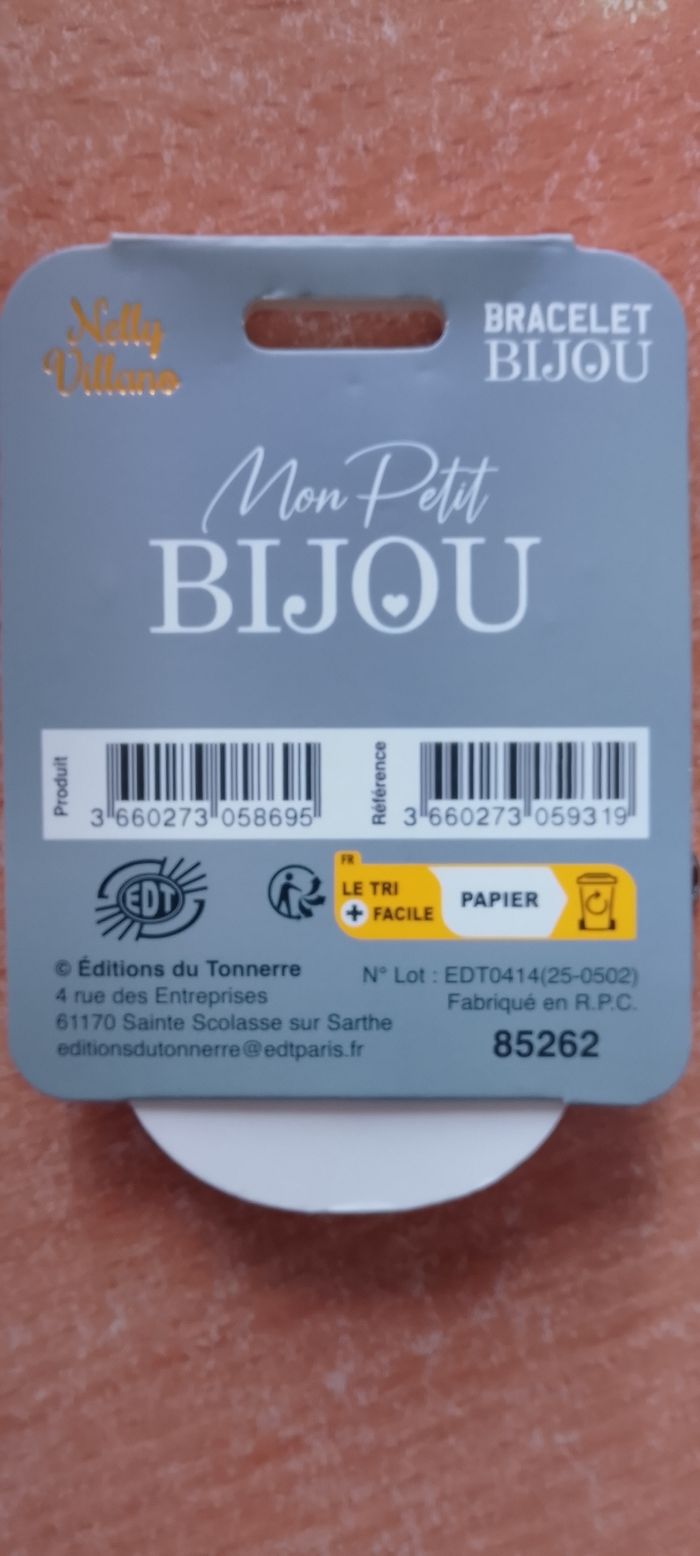 Nelly
Villano
BRACELET
BIJOU
Mon Petit
BIJOU
Produit
3 660273 058695
Référence
3 660273 059319
EDT
FR
LE TRI
+ FACILE
PAPIER
© Éditions du Tonnerre
4 rue des Entreprises
61170 Sainte Scolasse sur Sarthe
editionsdutonnerre@edtparis.fr
N° Lot : EDT0414(25-0502)
Fabriqué en R.P.C.
85262